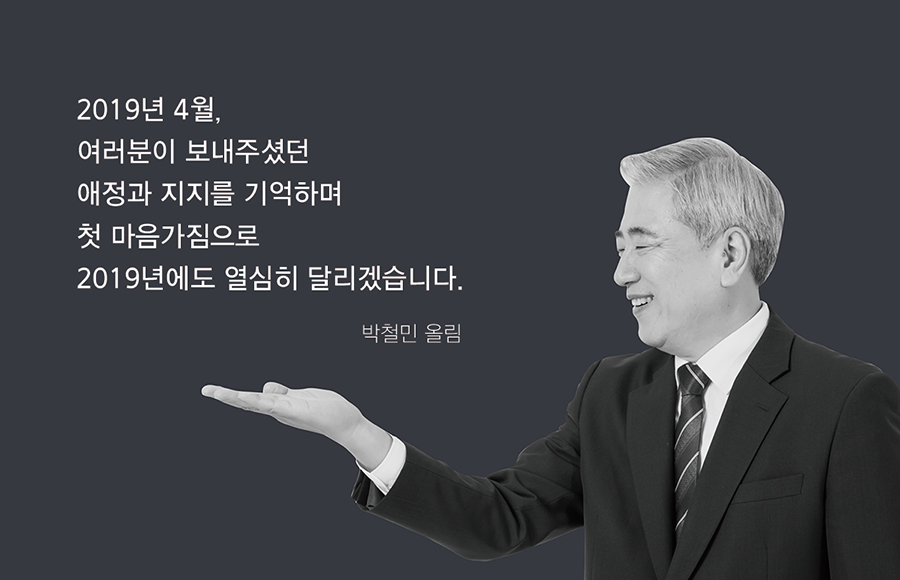 2019년 4월,
여러분이 보내주셨던
애정과 지지를 기억하며
첫 마음가짐으로
2019년에도 열심히 달리겠습니다.
박철민 올림